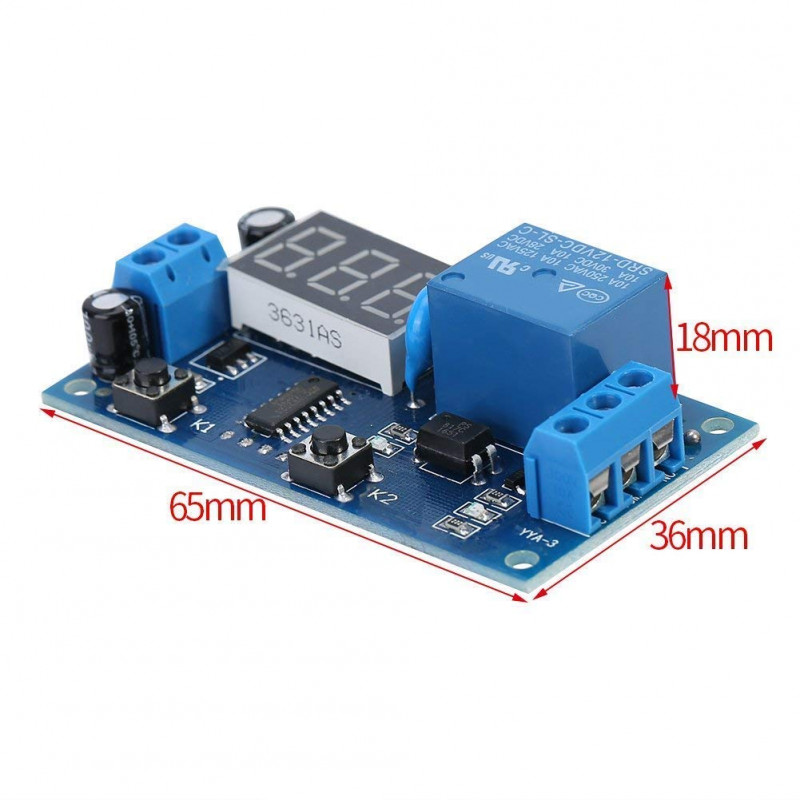 3631AS
10A 250VAC 10A 125VAC
10A 30VDC 10A 28VDC
SRD-12VDC-SL-C
CQC
18mm
K1
K2
65mm
YYA-3
36mm